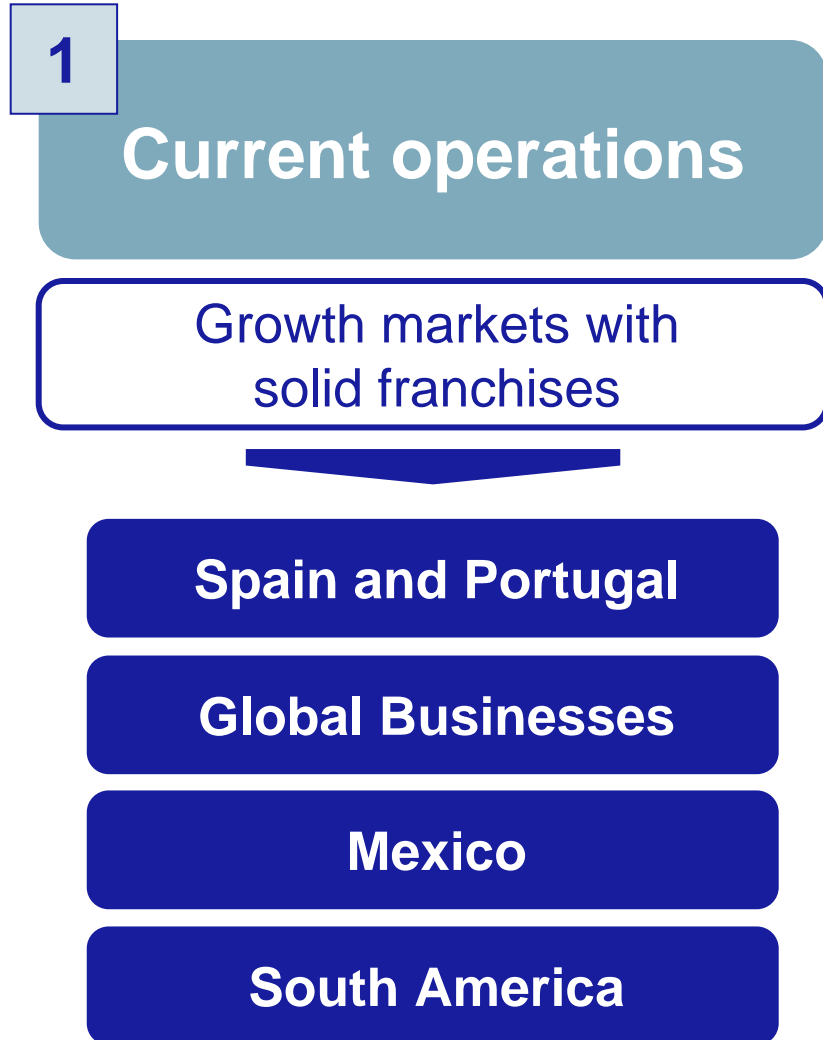 1
Current operations
Growth markets with
solid franchises
Spain and Portugal
Global Businesses
Mexico
South America